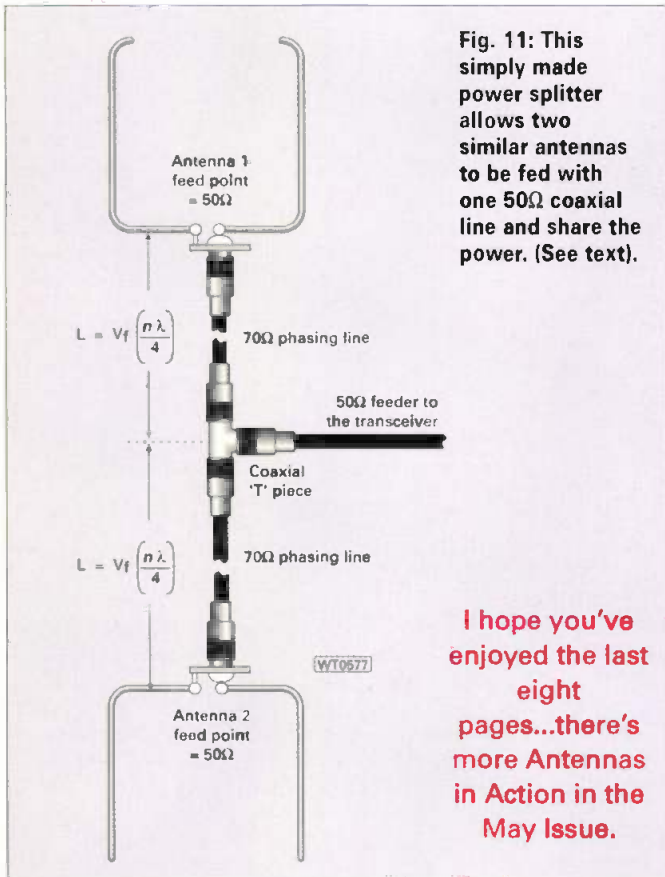 Fig. 11: This
simply made
power splitter
allows two
similar antennas
to be fed with
one 50Ω coaxial
line and share the
power. (See text).
Antenna 1
feed point
= 50Ω
L = Vf (nλ/4)
70Ω phasing line
50Ω feeder to
the transceiver
Coaxial
'T' piece
L = Vf (nλ/4)
70Ω phasing line
WT0577
Antenna 2
feed point
= 50Ω
I hope you've
enjoyed the last
eight
pages...there's
more Antennas
in Action in the
May Issue.